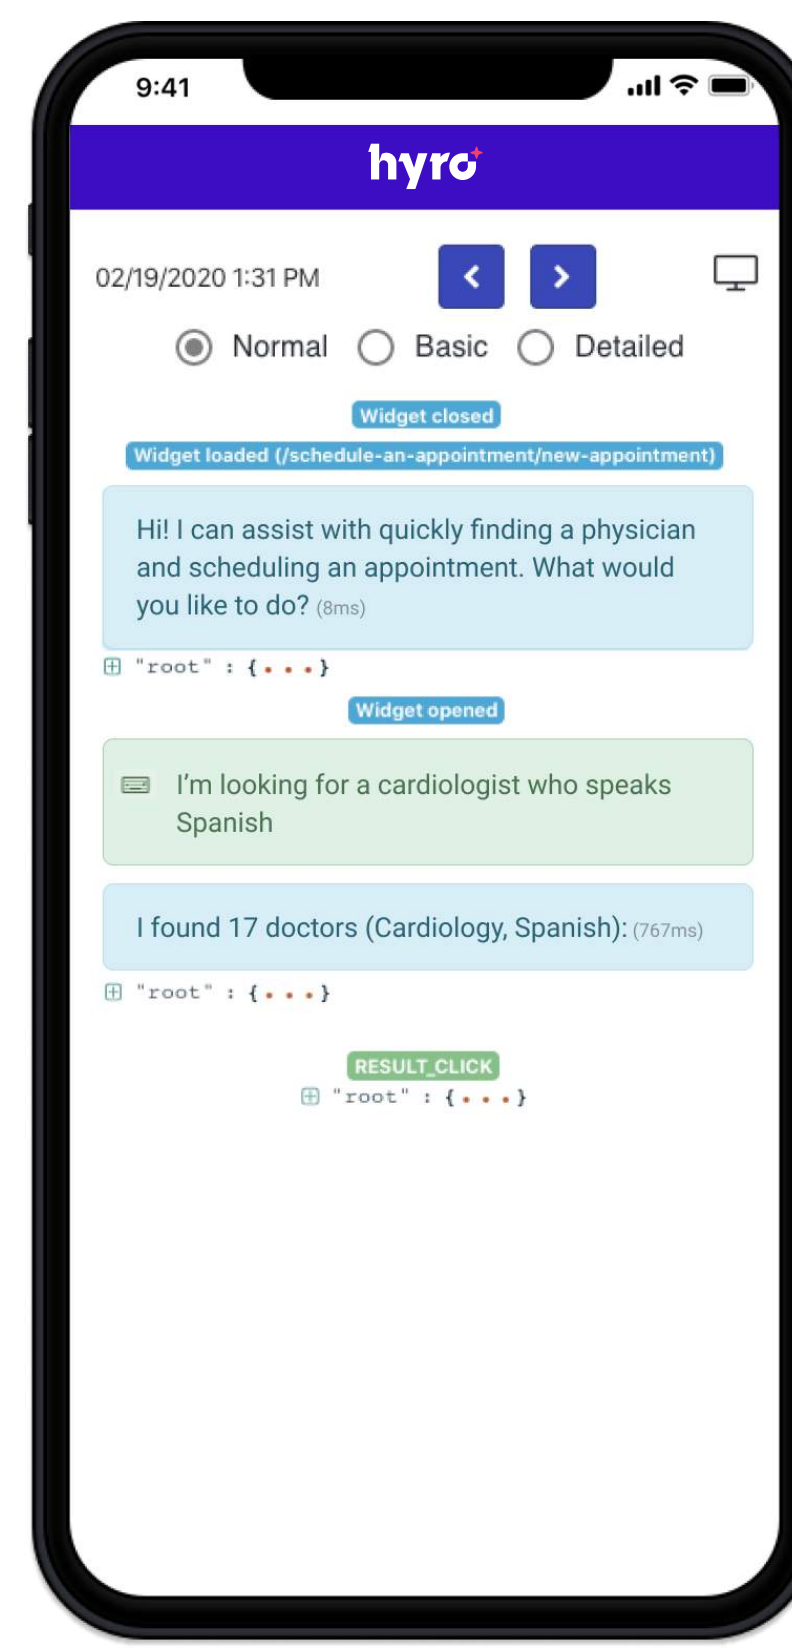 9:41
hyro
02/19/2020 1:31 PM
Normal Basic Detailed
Widget closed
Widget loaded (/schedule-an-appointment/new-appointment)
Hi! I can assist with quickly finding a physician
and scheduling an appointment. What would
you like to do? (8ms)
"root" : {...}
Widget opened
I’m looking for a cardiologist who speaks
Spanish
I found 17 doctors (Cardiology, Spanish): (767ms)
"root" : {...}
RESULT_CLICK
"root" : {...}